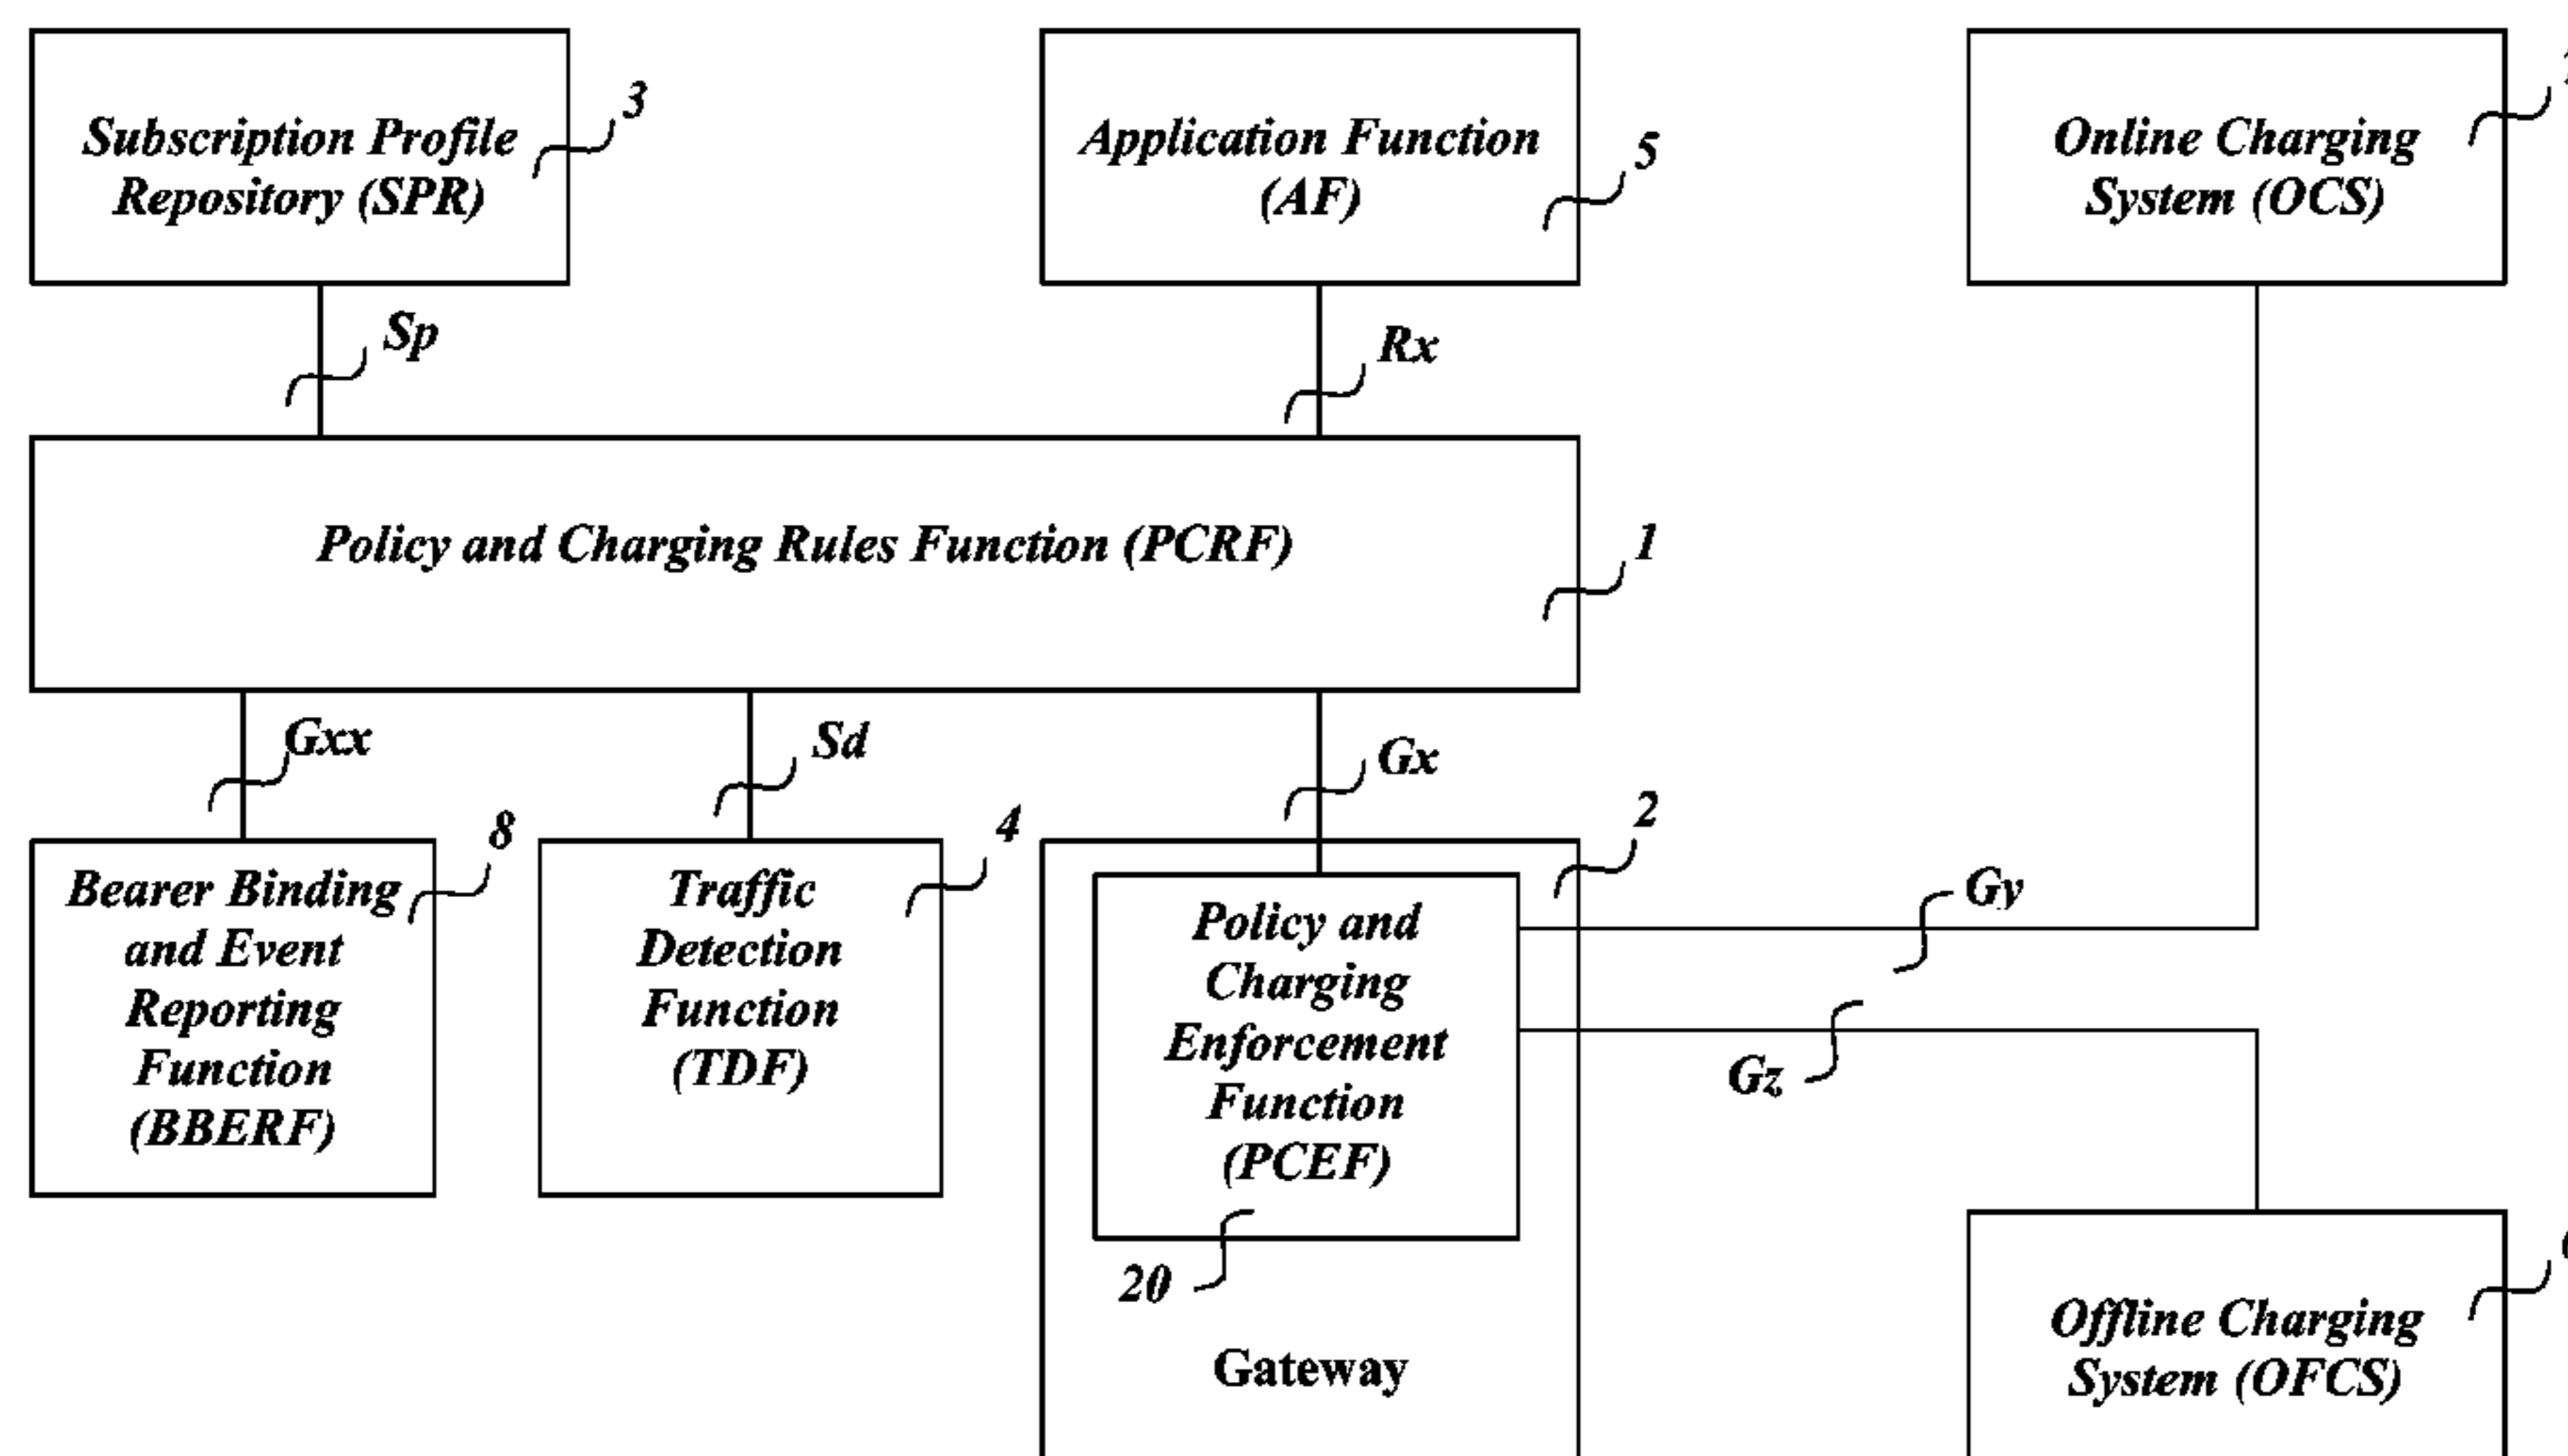 3
Subscription Profile
Repository (SPR)
Application Function
(AF)
5
Online Charging
System (OCS)
Sp
Rx
Policy and Charging Rules Function (PCRF)
1
Gxx
Sd
Gx
8
Bearer Binding
and Event
Reporting
Function
(BBERF)
4
Traffic
Detection
Function
(TDF)
2
Policy and
Charging
Enforcement
Function
(PCEF)
20
Gateway
Gy
Gz
Offline Charging
System (OFCS)